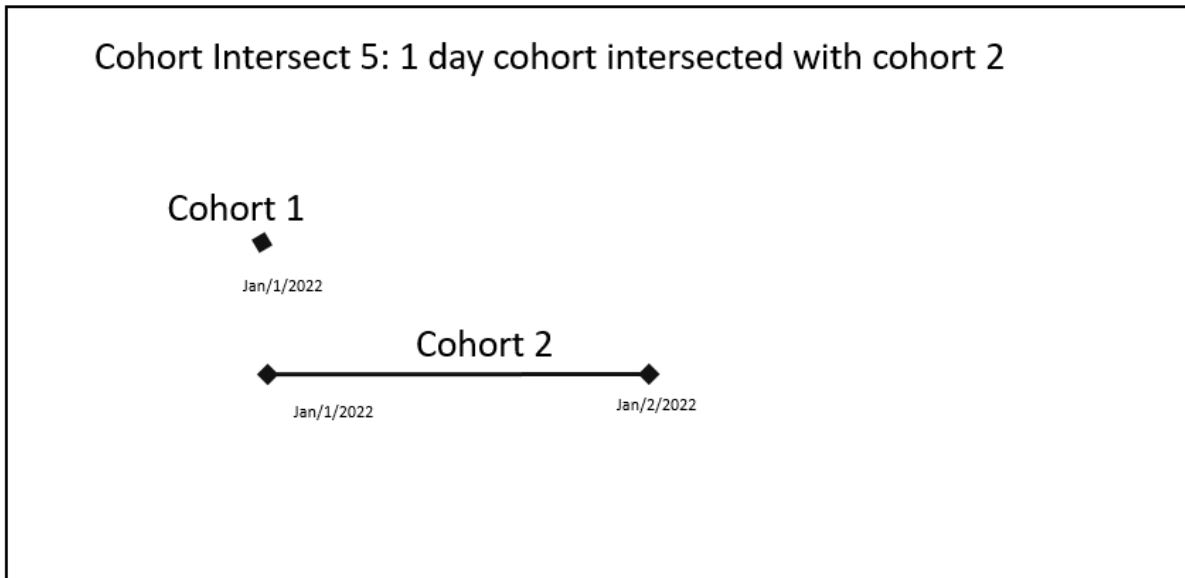 Cohort Intersect 5: 1 day cohort intersected with cohort 2
Cohort 1
Jan/1/2022
Cohort 2
Jan/1/2022
Jan/2/2022